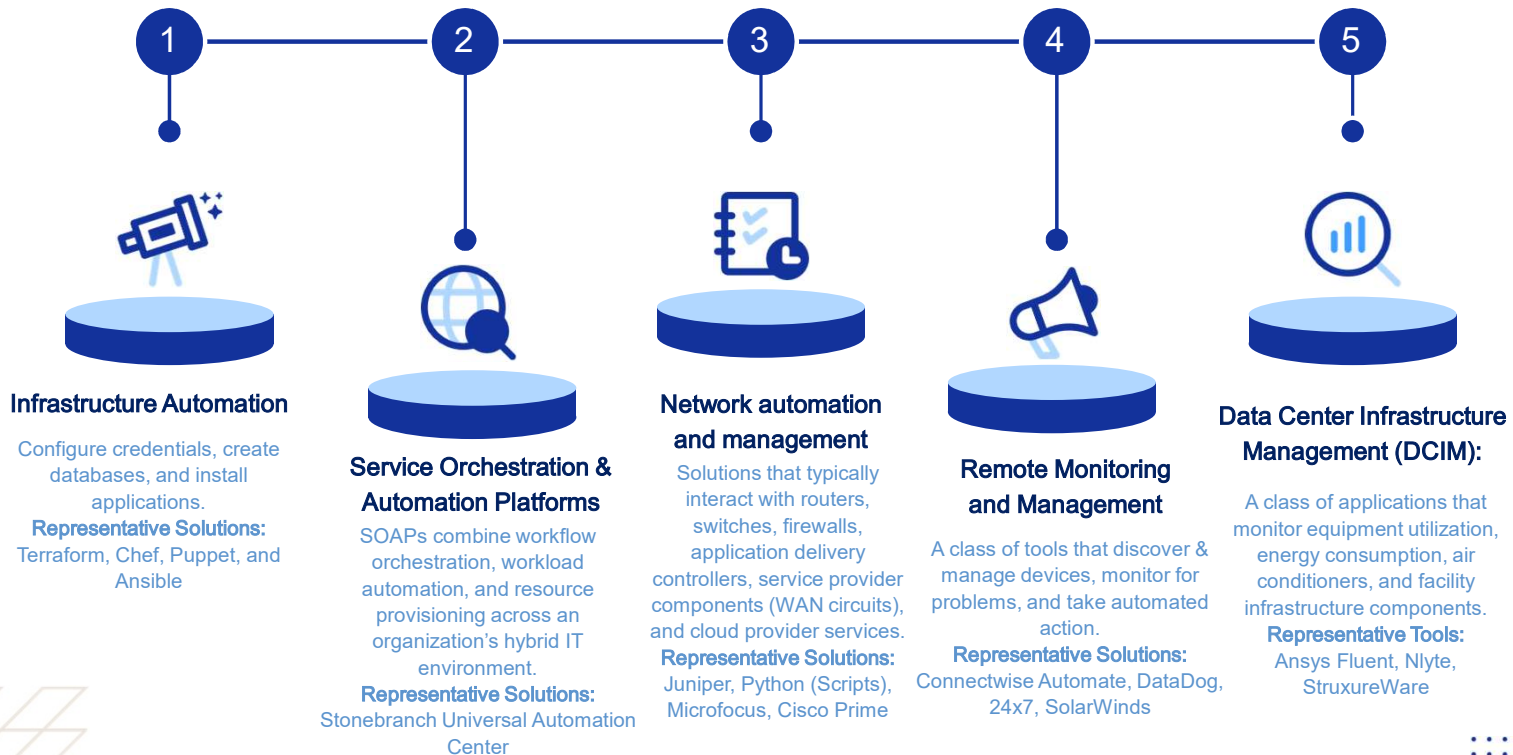 1
2
3
4
5
Infrastructure Automation
Configure credentials, create
databases, and install
applications.
Representative Solutions:
Terraform, Chef, Puppet, and
Ansible
Service Orchestration &
Automation Platforms
SOAPs combine workflow
orchestration, workload
automation, and resource
provisioning across an
organization's hybrid IT
environment.
Representative Solutions:
Stonebranch Universal Automation
Center
Network automation
and management
Solutions that typically
interact with routers,
switches, firewalls,
application delivery
controllers, service provider
components (WAN circuits),
and cloud provider services.
Representative Solutions:
Juniper, Python (Scripts),
Microfocus, Cisco Prime
Remote Monitoring
and Management
A class of tools that discover &
manage devices, monitor for
problems, and take automated
action.
Representative Solutions:
Connectwise Automate, DataDog,
24x7, SolarWinds
Data Center Infrastructure
Management (DCIM):
A class of applications that
monitor equipment utilization,
energy consumption, air
conditioners, and facility
infrastructure components.
Representative Tools:
Ansys Fluent, Nlyte,
StruxureWare